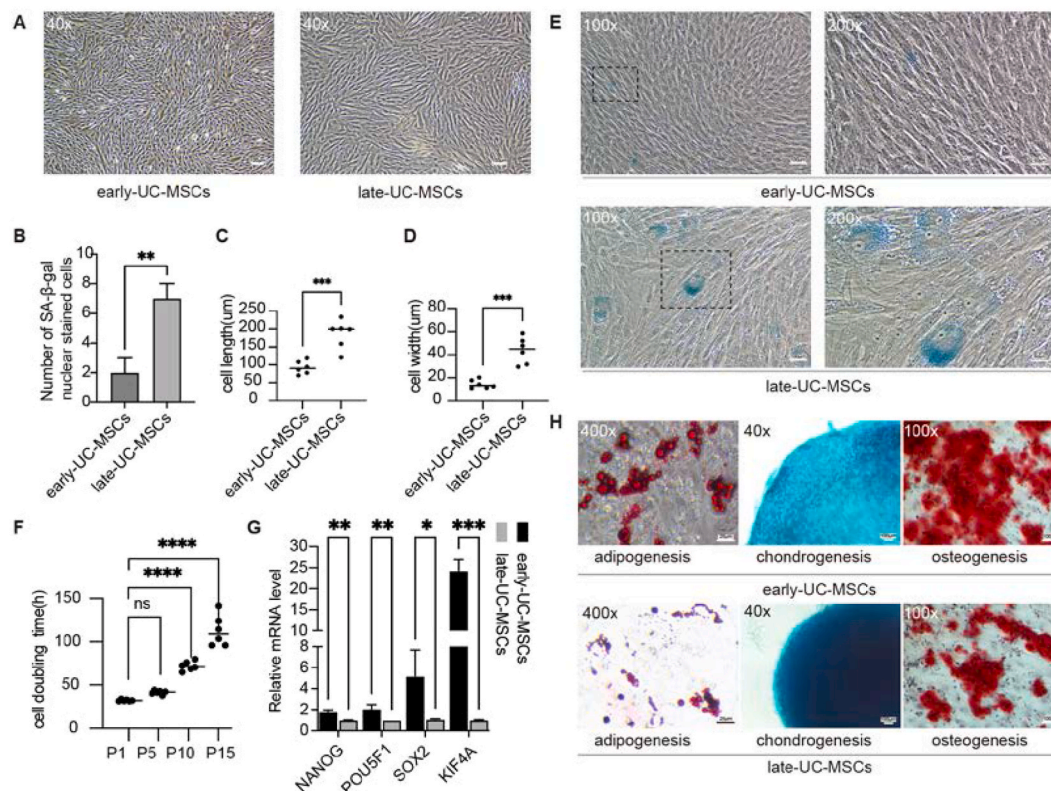 A
40x
40x
early-UC-MSCs
late-UC-MSCs
B
Number of SA-β-gal
nuclear stained cells
10
8
6
4
2
0
**
early-UC-MSCs
late-UC-MSCs
C
cell length(um)
250
200
150
100
50
0
***
early-UC-MSCs
late-UC-MSCs
D
cell width(um)
80
60
40
20
0
***
early-UC-MSCs
late-UC-MSCs
E
100x
200x
early-UC-MSCs
100x
200x
late-UC-MSCs
F
cell doubling time(h)
150
100
50
0
ns
****
****
P1
P5
P10
P15
G
Relative mRNA level
30
25
20
15
10
8
6
4
2
0
**
**
*
***
NANOG
POU5F1
SOX2
KIF4A
early-UC-MSCs
late-UC-MSCs
H
400x
40x
100x
adipogenesis
chondrogenesis
osteogenesis
early-UC-MSCs
400x
40x
100x
adipogenesis
chondrogenesis
osteogenesis
late-UC-MSCs